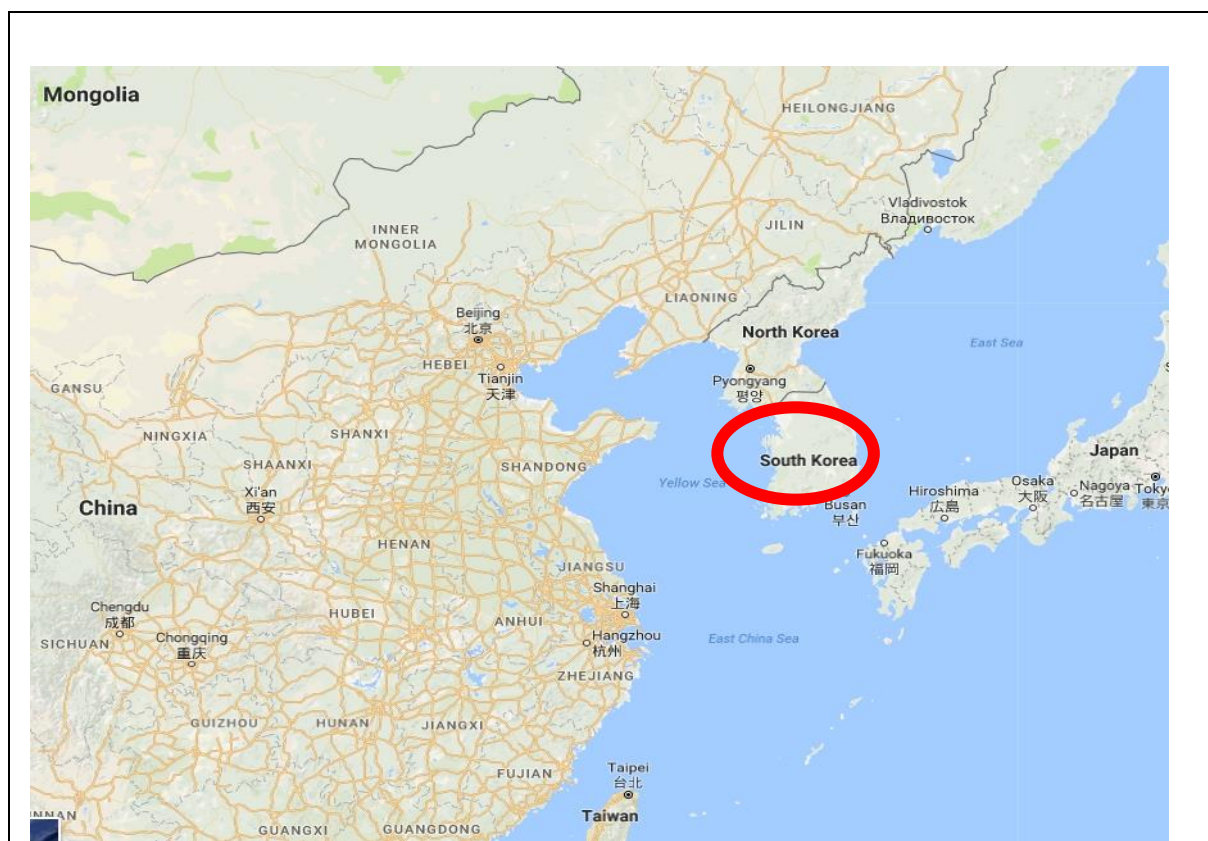 Mongolia
HEILONGJIANG
Vladivostok
Владивосток
INNER
MONGOLIA
JILIN
LIAONING
Beijing
北京
North Korea
East Sea
HEBEI
Tianjin
天津
Pyongyang
평양
GANSU
NINGXIA
SHANXI
SHAANXI
SHANDONG
South Korea
Yellow Sea
Japan
Xi'an
西安
China
Hiroshima
広島
Osaka
大阪
Nagoya
名古屋
Tokyo
東京
Busan
부산
HENAN
Fukuoka
福岡
JIANGSU
Shanghai
上海
Chengdu
成都
HUBEI
ANHUI
Hangzhou
杭州
East China Sea
SICHUAN
Chongqing
重庆
ZHEJIANG
GUIZHOU
HUNAN
JIANGXI
FUJIAN
Taipei
台北
Taiwan
NNAN
GUANGXI
GUANGDONG